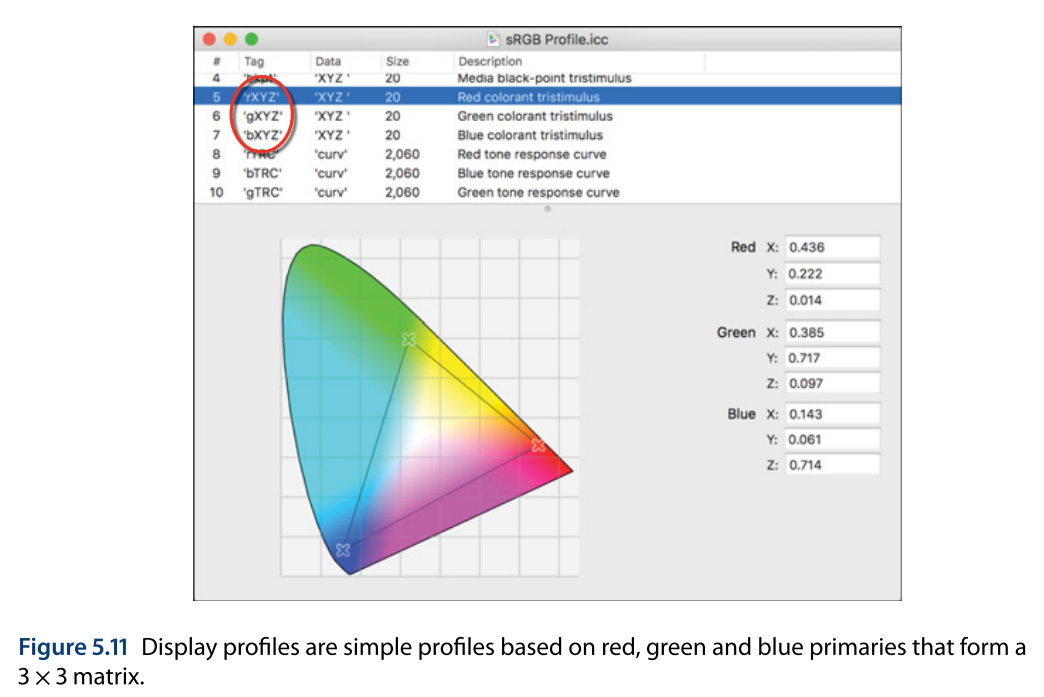 sRGB Profile.icc
# Tag Data Size Description
4 'bkpt' 'XYZ ' 20 Media black-point tristimulus
5 'rXYZ' 'XYZ ' 20 Red colorant tristimulus
6 'gXYZ' 'XYZ ' 20 Green colorant tristimulus
7 'bXYZ' 'XYZ ' 20 Blue colorant tristimulus
8 'rTRC' 'curv' 2,060 Red tone response curve
9 'bTRC' 'curv' 2,060 Blue tone response curve
10 'gTRC' 'curv' 2,060 Green tone response curve
Red X: 0.436
Y: 0.222
Z: 0.014
Green X: 0.385
Y: 0.717
Z: 0.097
Blue X: 0.143
Y: 0.061
Z: 0.714
Figure 5.11 Display profiles are simple profiles based on red, green and blue primaries that form a
3 × 3 matrix.